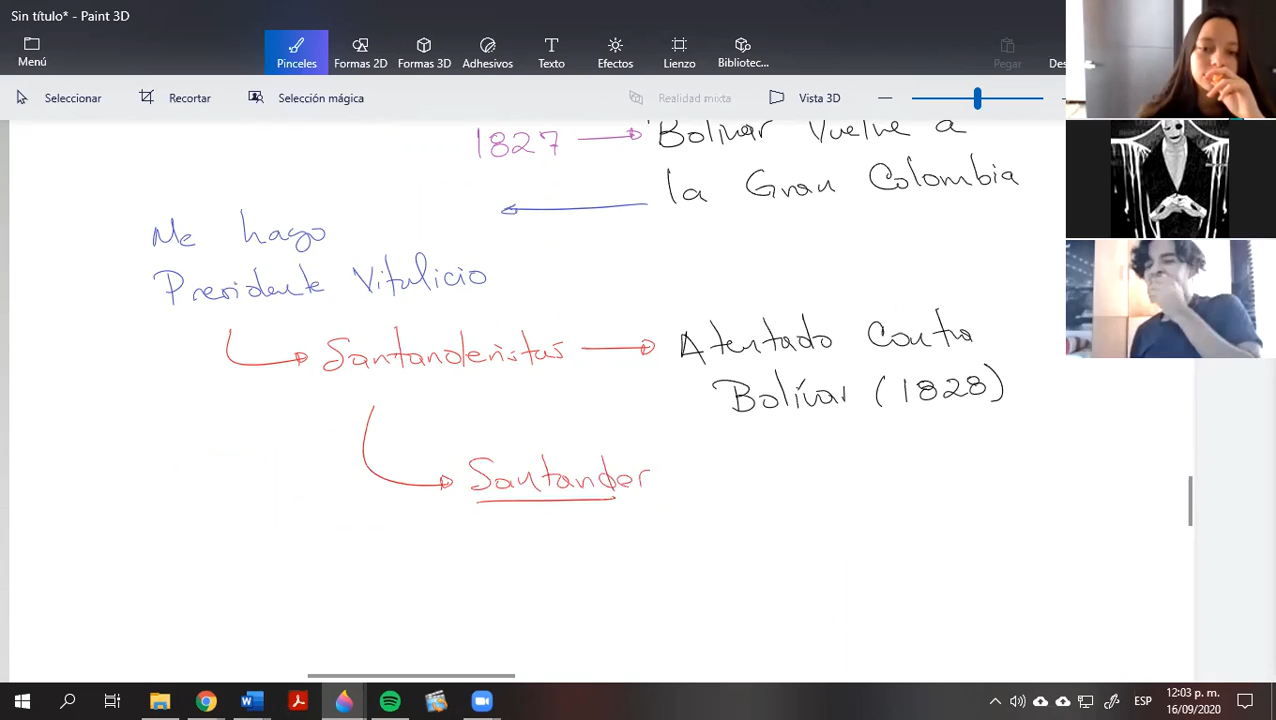 Sin título* - Paint 3D
Menú
Pinceles
Formas 2D
Formas 3D
Adhesivos
Texto
Efectos
Lienzo
Bibliotec...
Pegar
Des
Seleccionar
Recortar
Selección mágica
Realidad mixta
Vista 3D
1827
Bolívar Vuelve a
la Gran Colombia
Me hago
Presidente Vitalicio
Santanderistas
Atentado Contra
Bolívar (1828)
Santander
ESP
12:03 p. m.
16/09/2020